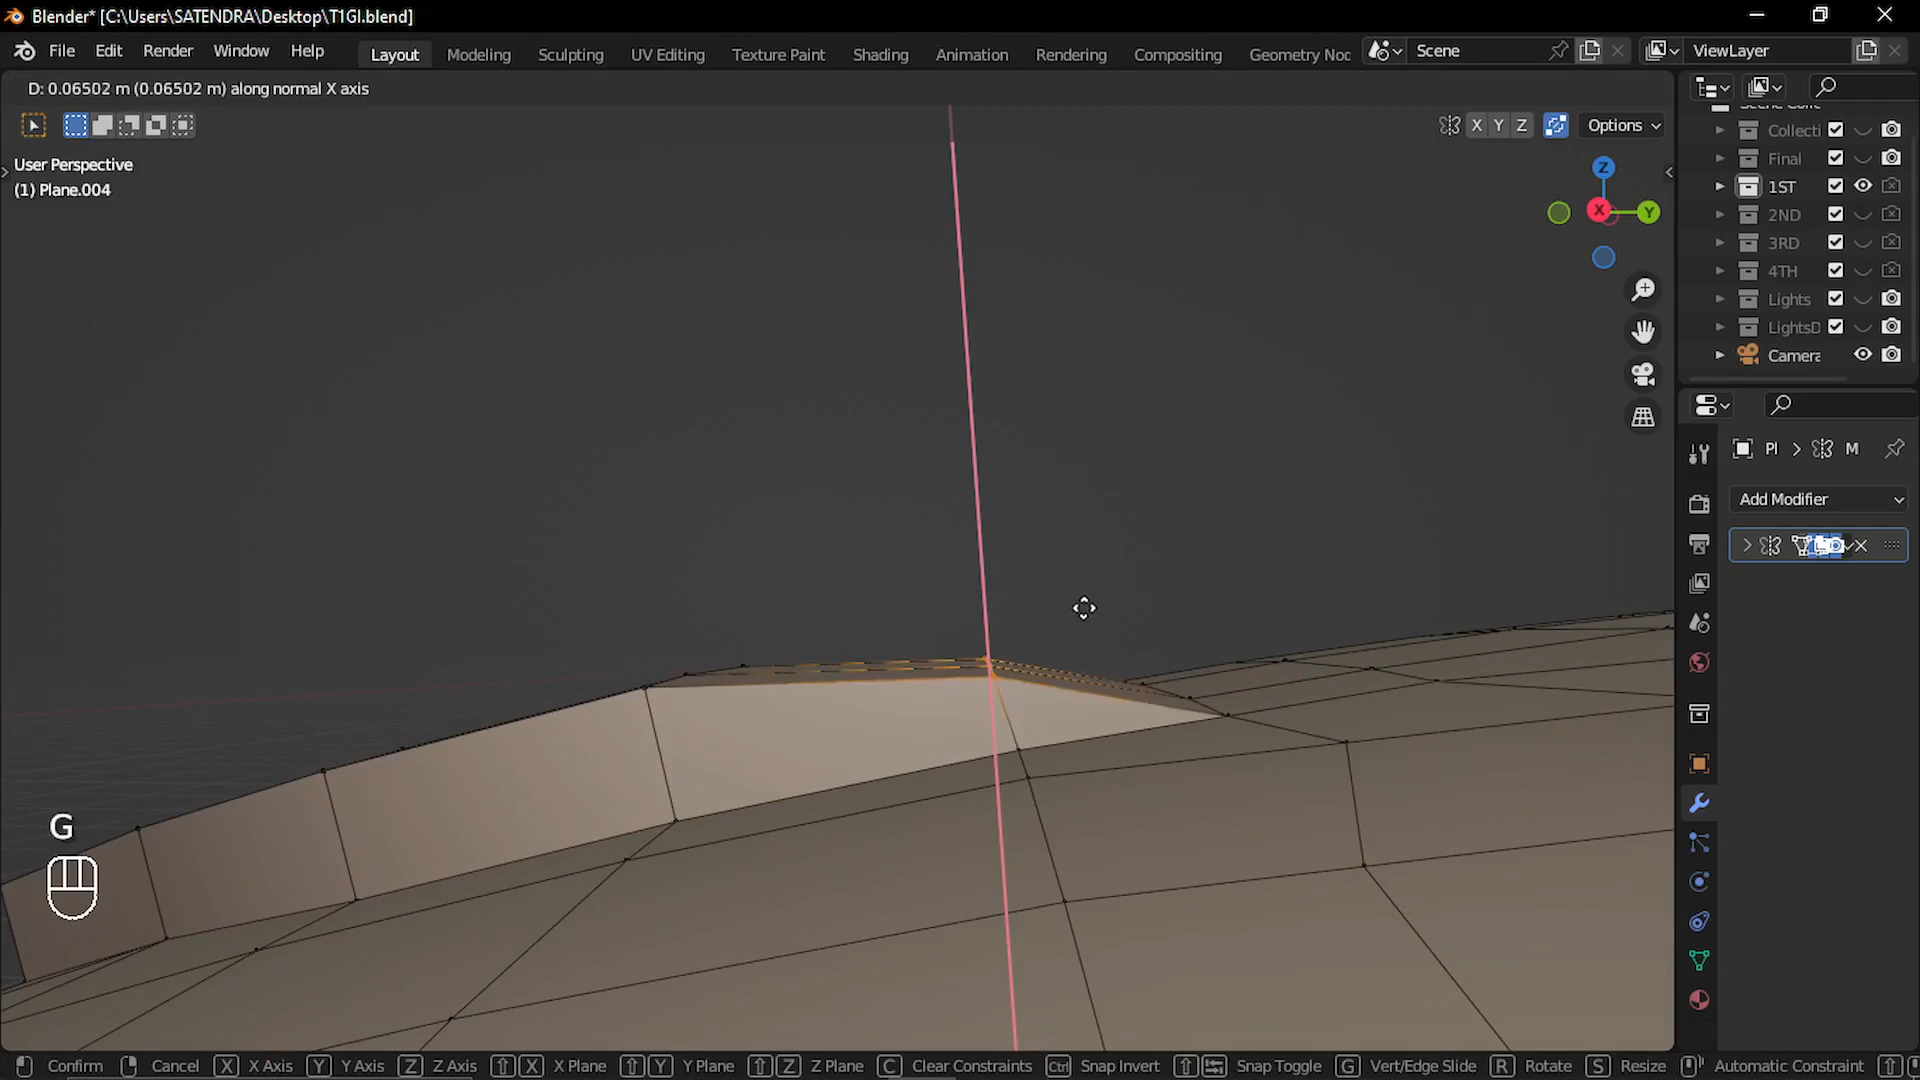 Blender* [C:\Users\SATENDRA\Desktop\T1GI.blend]
File Edit Render Window Help Layout Modeling Sculpting UV Editing Texture Paint Shading Animation Rendering Compositing Geometry Noc Scene ViewLayer
D: 0.06502 m (0.06502 m) along normal X axis
X Y Z Options
User Perspective
(1) Plane.004
Z
X
Y
Collecti
Final
1ST
2ND
3RD
4TH
Lights
LightsD
Camera
Pl M
Add Modifier
G
Confirm Cancel X X Axis Y Y Axis Z Z Axis X X Plane Y Y Plane Z Z Plane C Clear Constraints Ctrl Snap Invert Snap Toggle G Vert/Edge Slide R Rotate S Resize Automatic Constraint